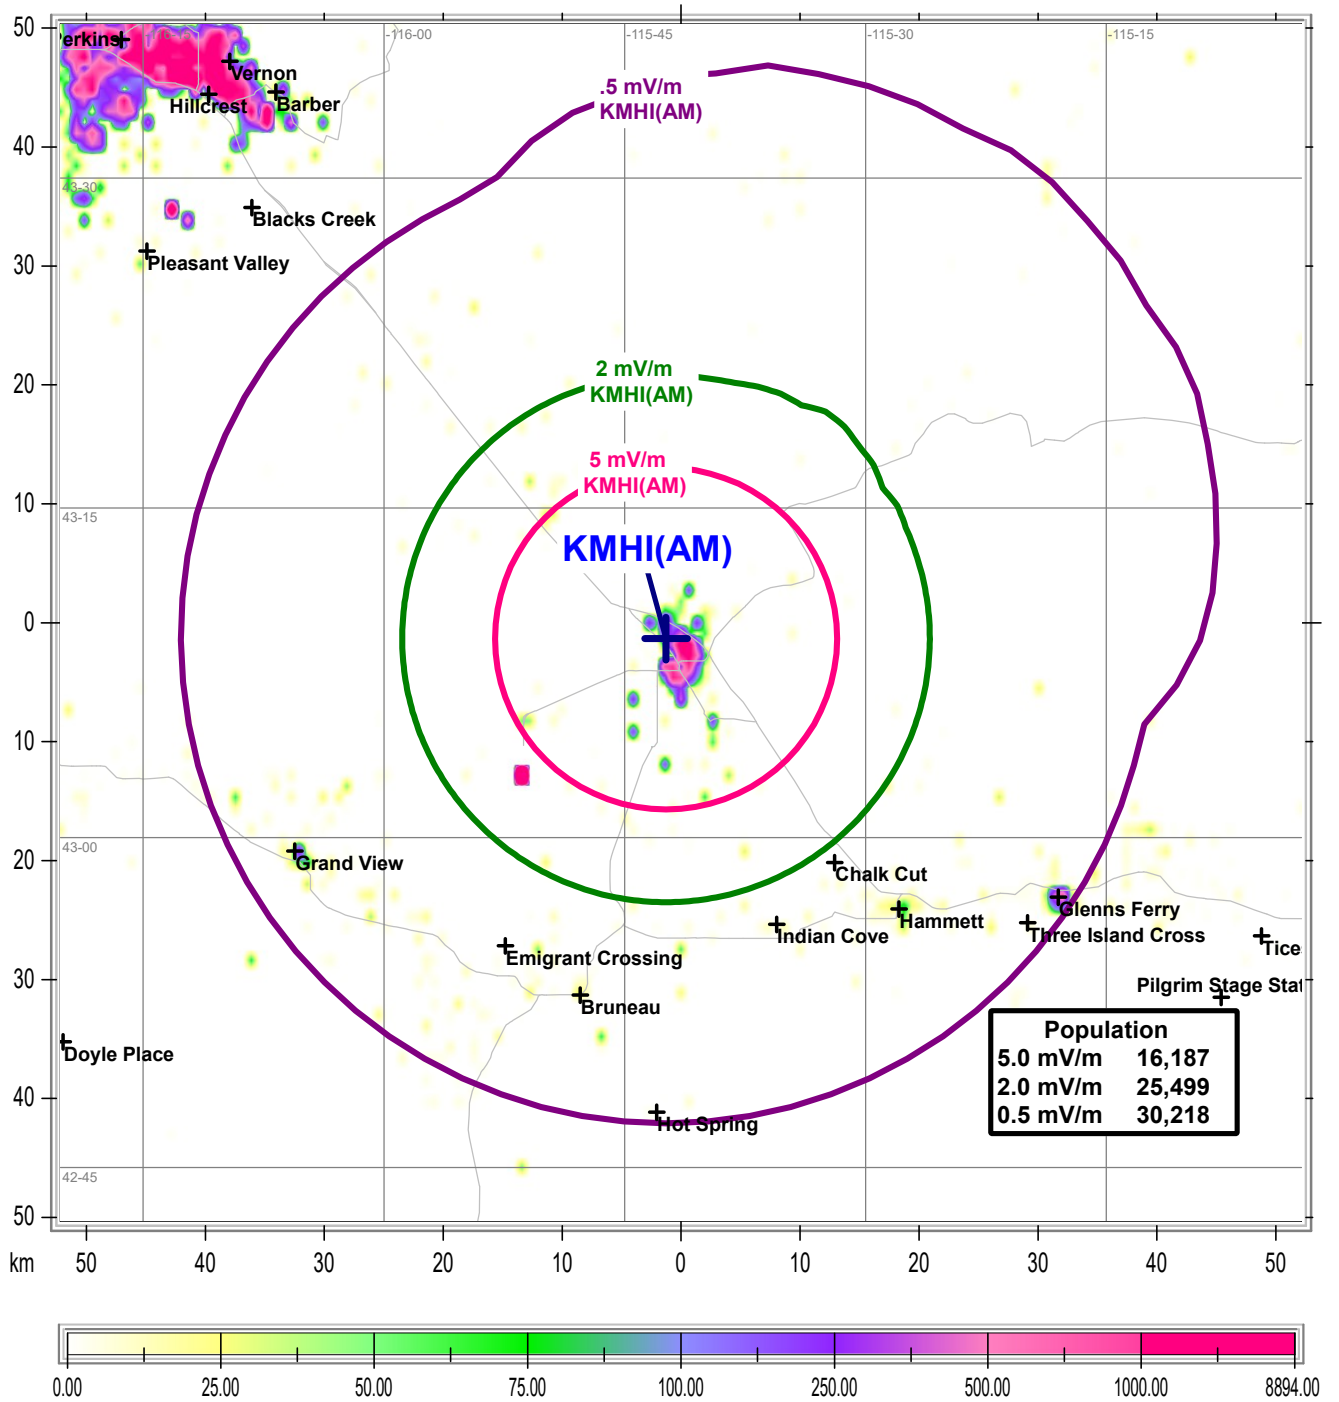 50
40
30
20
10
0
10
20
30
40
50
-116-00
-115-45
-115-30
-115-15
43-30
43-15
43-00
42-45
erkins
Vernon
Hillcrest
Barber
Blacks Creek
Pleasant Valley
.5 mV/m
KMHI(AM)
2 mV/m
KMHI(AM)
5 mV/m
KMHI(AM)
KMHI(AM)
Grand View
Chalk Cut
Hammett
Glenns Ferry
Indian Cove
Three Island Cross
Tice
Emigrant Crossing
Bruneau
Pilgrim Stage Stat
Doyle Place
Hot Spring
Population
5.0 mV/m 16,187
2.0 mV/m 25,499
0.5 mV/m 30,218
km 50 40 30 20 10 0 10 20 30 40 50
0.00 25.00 50.00 75.00 100.00 250.00 500.00 1000.00 8894.00